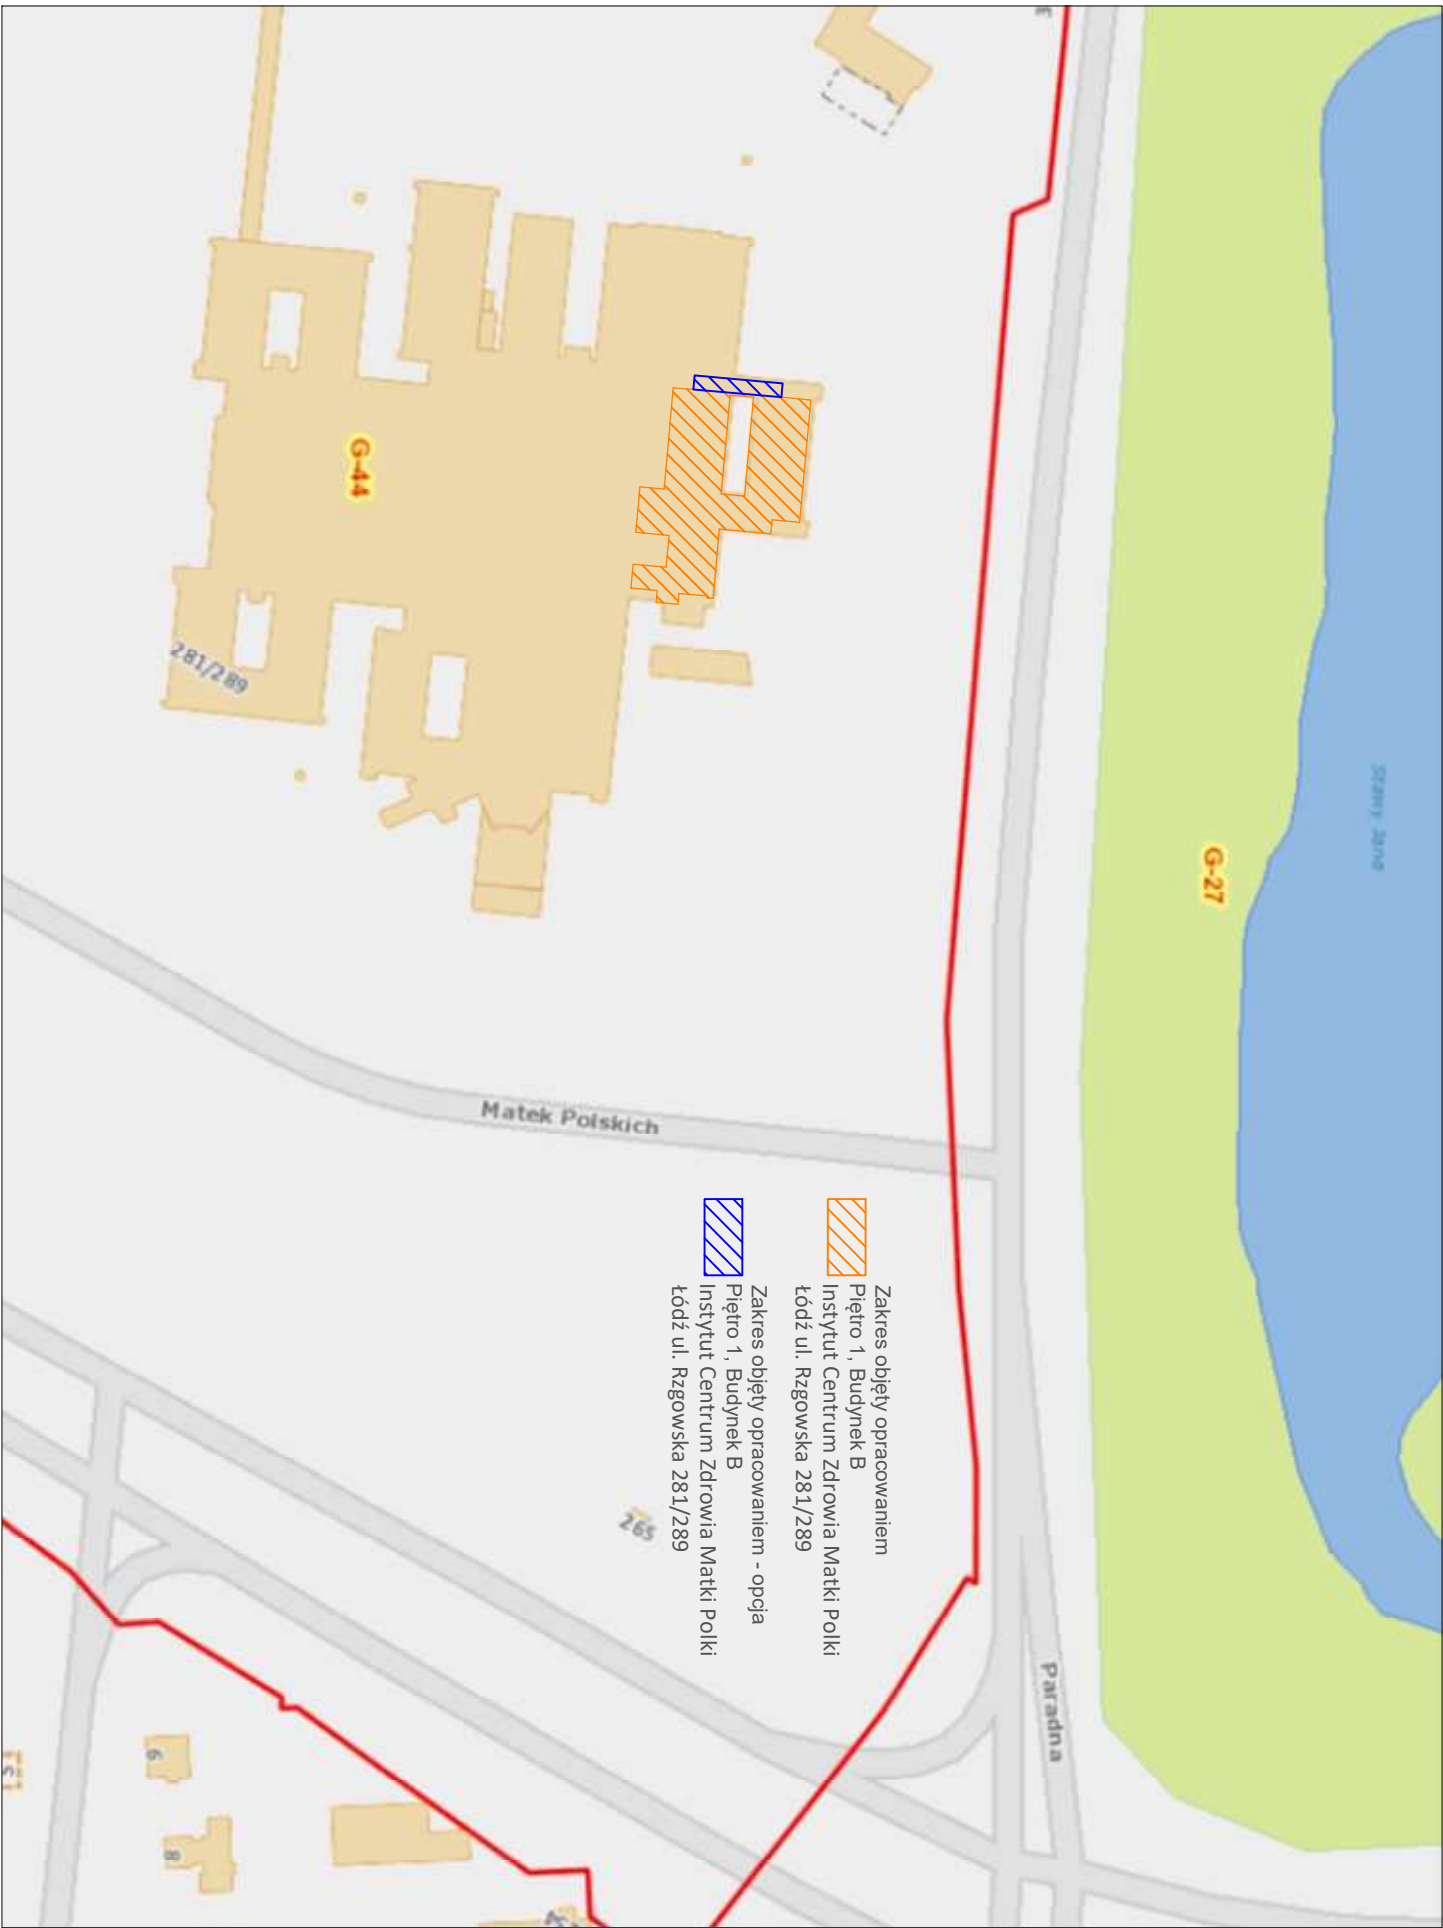 Stawy Jana
G-27
G-44
281/289
Matek Polskich
Paradna
Zakres objęty opracowaniem
Piętro 1, Budynek B
Instytut Centrum Zdrowia Matki Polki
Łódź ul. Rzgowska 281/289
Zakres objęty opracowaniem - opcja
Piętro 1, Budynek B
Instytut Centrum Zdrowia Matki Polki
Łódź ul. Rzgowska 281/289
265
6
8